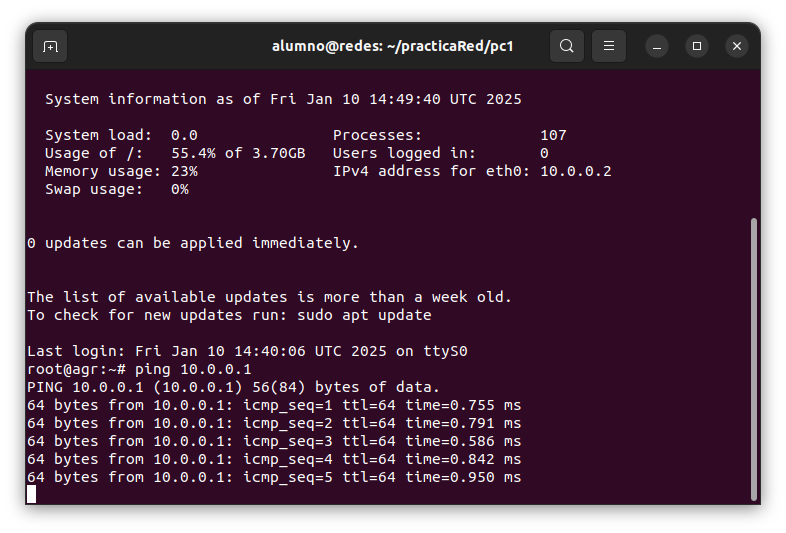 alumno@redes: ~/practicaRed/pc1
System information as of Fri Jan 10 14:49:40 UTC 2025
System load:  0.0                Processes:             107
Usage of /:   55.4% of 3.70GB   Users logged in:       0
Memory usage: 23%               IPv4 address for eth0: 10.0.0.2
Swap usage:   0%
0 updates can be applied immediately.
The list of available updates is more than a week old.
To check for new updates run: sudo apt update
Last login: Fri Jan 10 14:40:06 UTC 2025 on ttyS0
root@agr:~# ping 10.0.0.1
PING 10.0.0.1 (10.0.0.1) 56(84) bytes of data.
64 bytes from 10.0.0.1: icmp_seq=1 ttl=64 time=0.755 ms
64 bytes from 10.0.0.1: icmp_seq=2 ttl=64 time=0.791 ms
64 bytes from 10.0.0.1: icmp_seq=3 ttl=64 time=0.586 ms
64 bytes from 10.0.0.1: icmp_seq=4 ttl=64 time=0.842 ms
64 bytes from 10.0.0.1: icmp_seq=5 ttl=64 time=0.950 ms